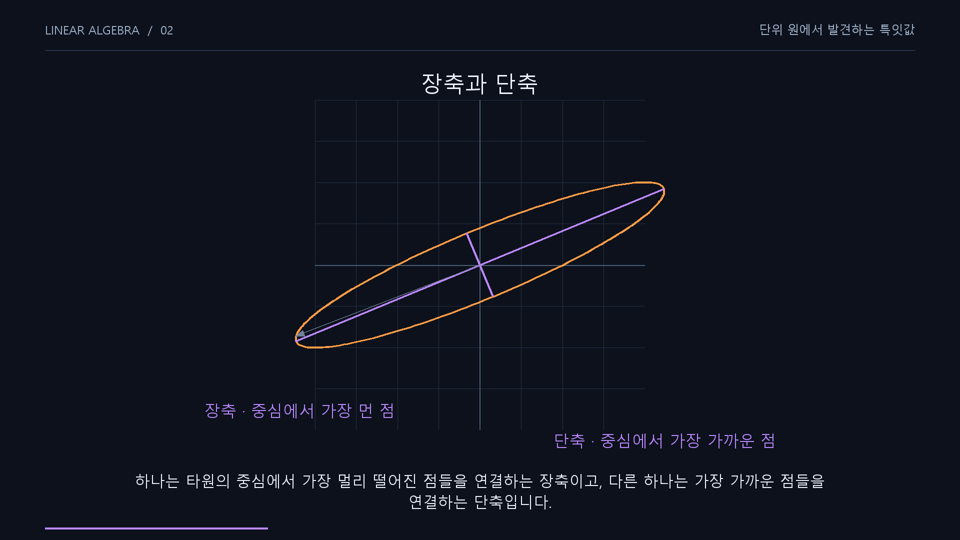 LINEAR ALGEBRA / 02
단위 원에서 발견하는 특잇값
장축과 단축
장축 · 중심에서 가장 먼 점
단축 · 중심에서 가장 가까운 점
하나는 타원의 중심에서 가장 멀리 떨어진 점들을 연결하는 장축이고, 다른 하나는 가장 가까운 점들을
연결하는 단축입니다.